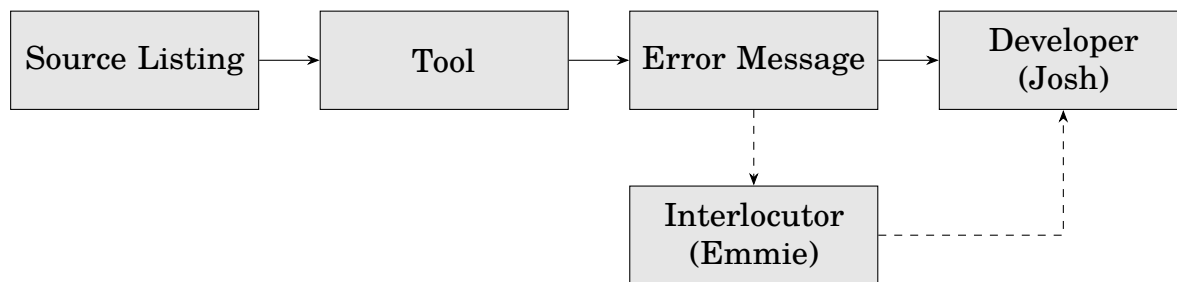 Source Listing
Tool
Error Message
Developer
(Josh)
Interlocutor
(Emmie)